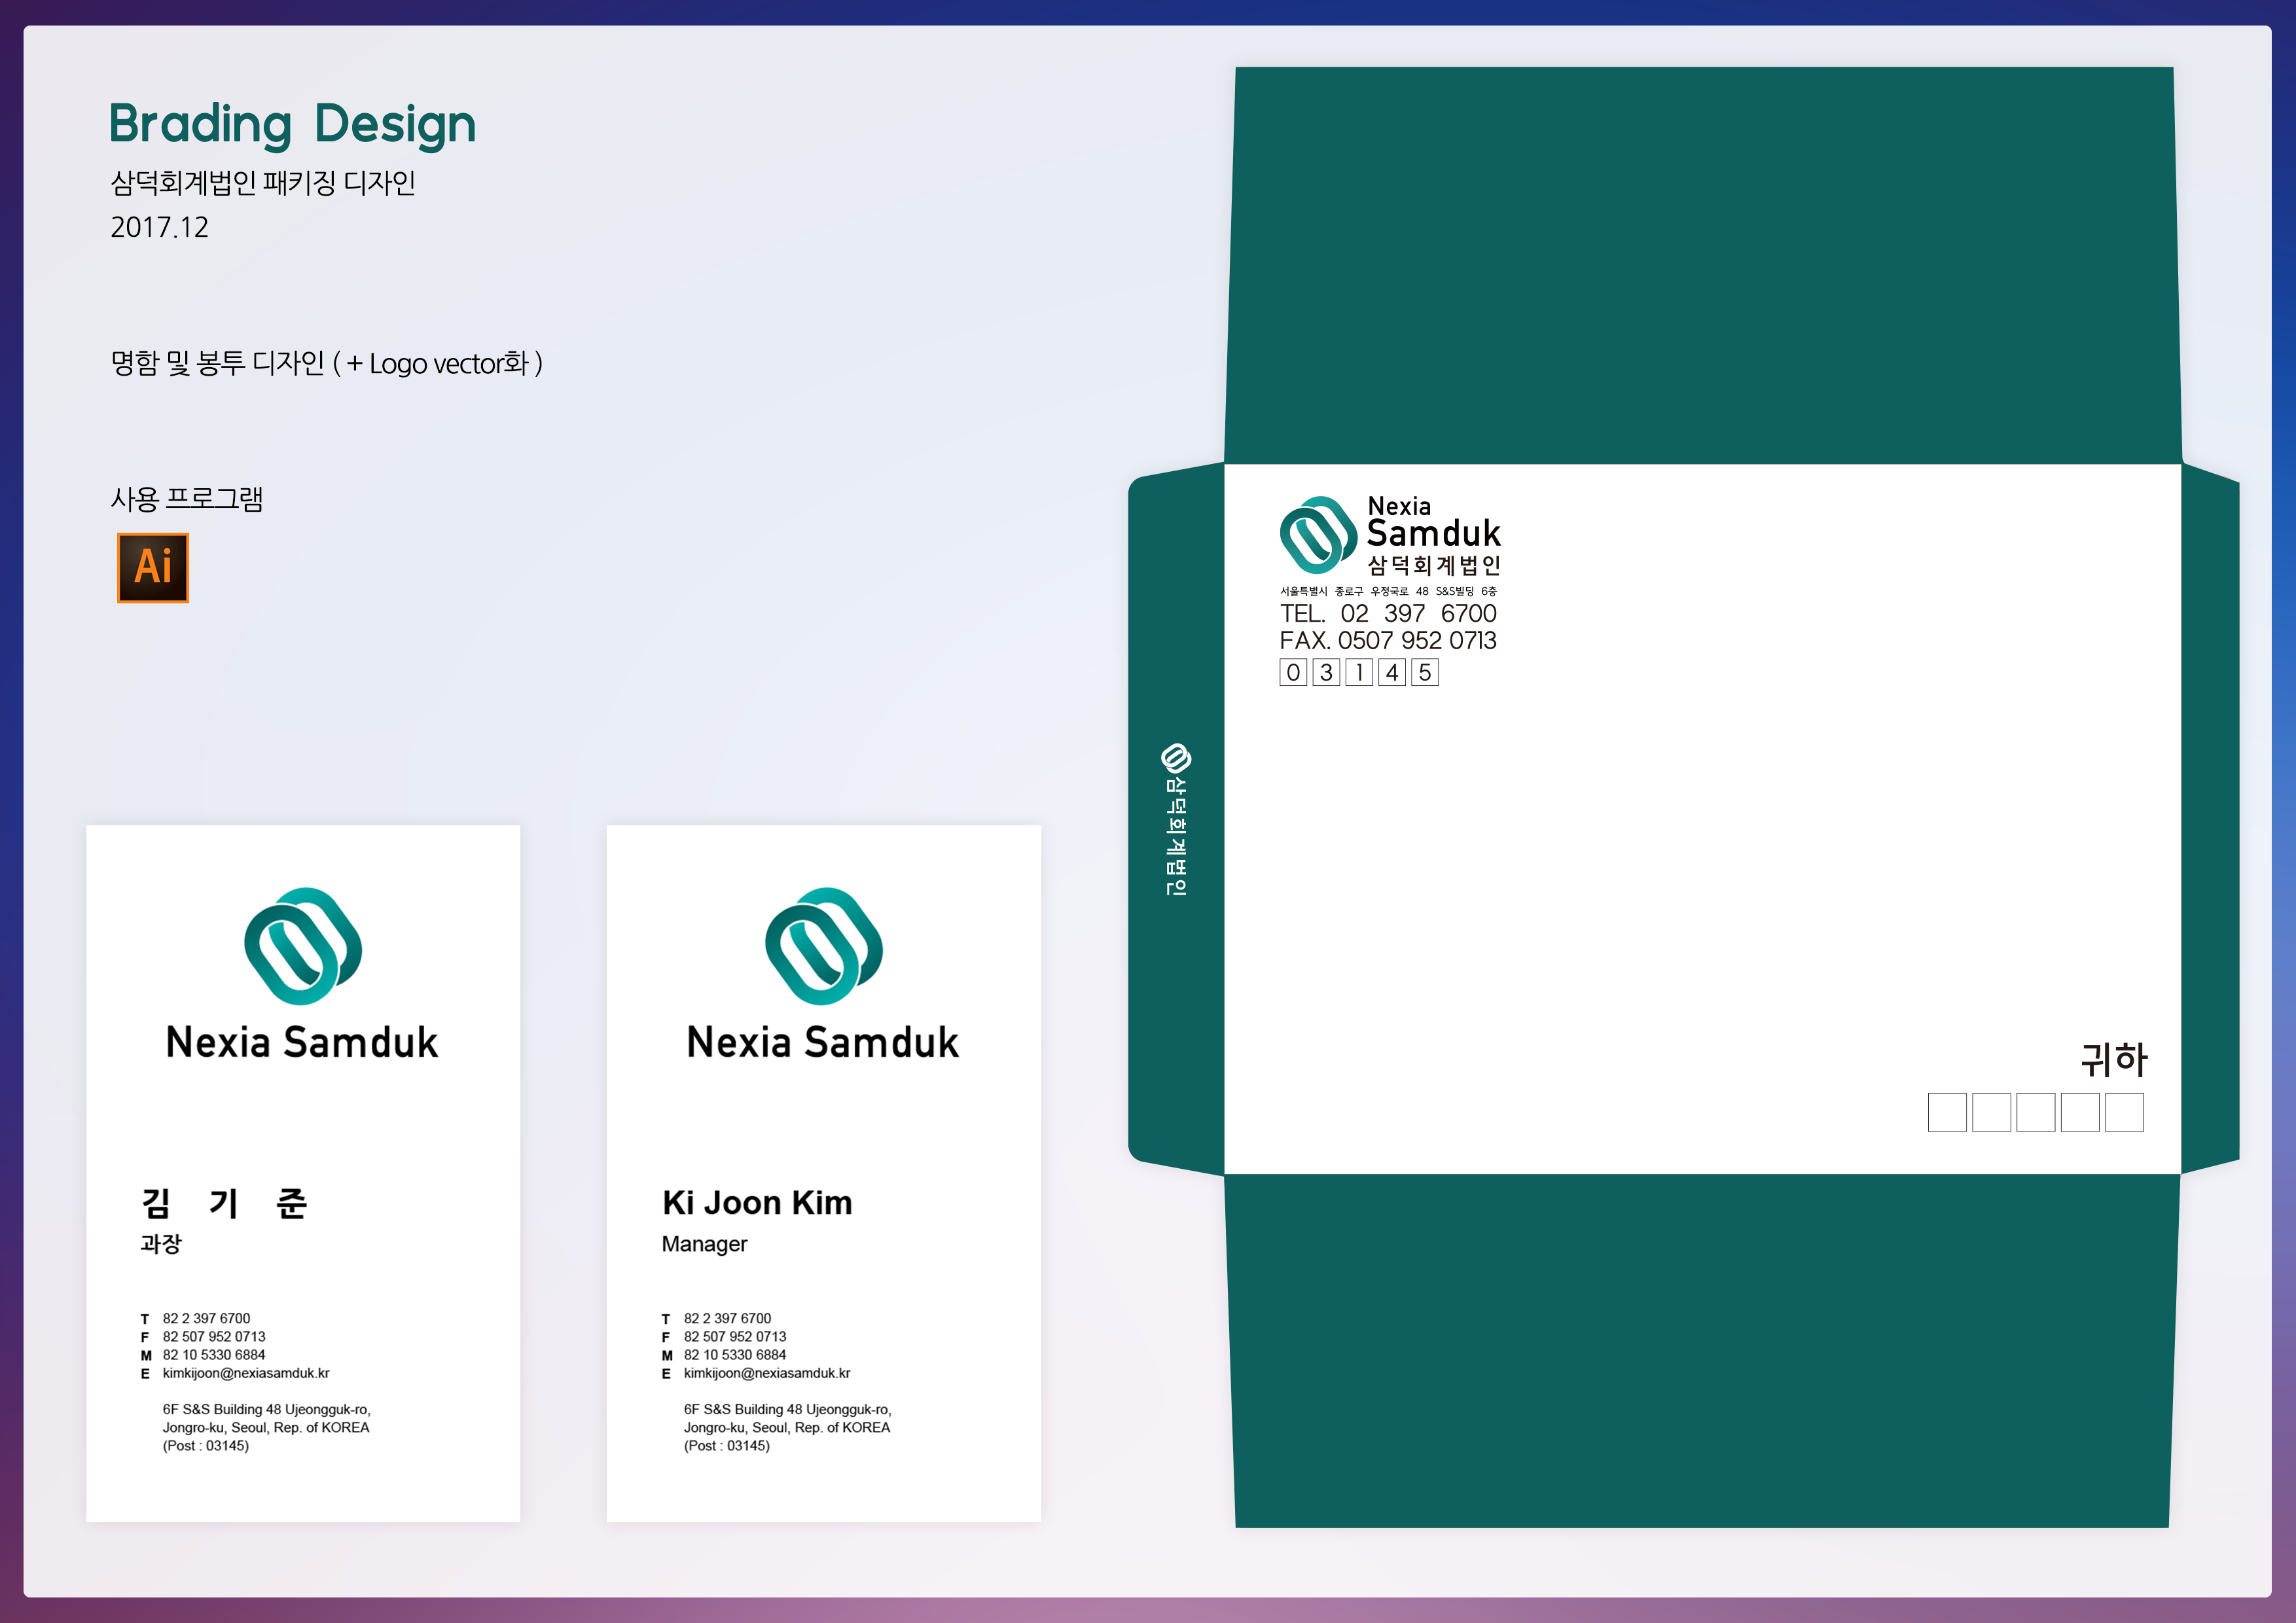 Brading Design
삼덕회계법인 패키징 디자인
2017.12
명함 및 봉투 디자인 ( + Logo vector화 )
사용 프로그램
Ai
Nexia Samduk
김 기 준
과장
T 82 2 397 6700
F 82 507 952 0713
M 82 10 5330 6884
E kimkijoon@nexiasamduk.kr
6F S&S Building 48 Ujeongguk-ro,
Jongro-ku, Seoul, Rep. of KOREA
(Post : 03145)
Nexia Samduk
Ki Joon Kim
Manager
T 82 2 397 6700
F 82 507 952 0713
M 82 10 5330 6884
E kimkijoon@nexiasamduk.kr
6F S&S Building 48 Ujeongguk-ro,
Jongro-ku, Seoul, Rep. of KOREA
(Post : 03145)
삼덕회계법인
Nexia
Samduk
삼덕회계법인
서울특별시 종로구 우정국로 48 S&S빌딩 6층
TEL. 02 397 6700
FAX. 0507 952 0713
0 3 1 4 5
귀하